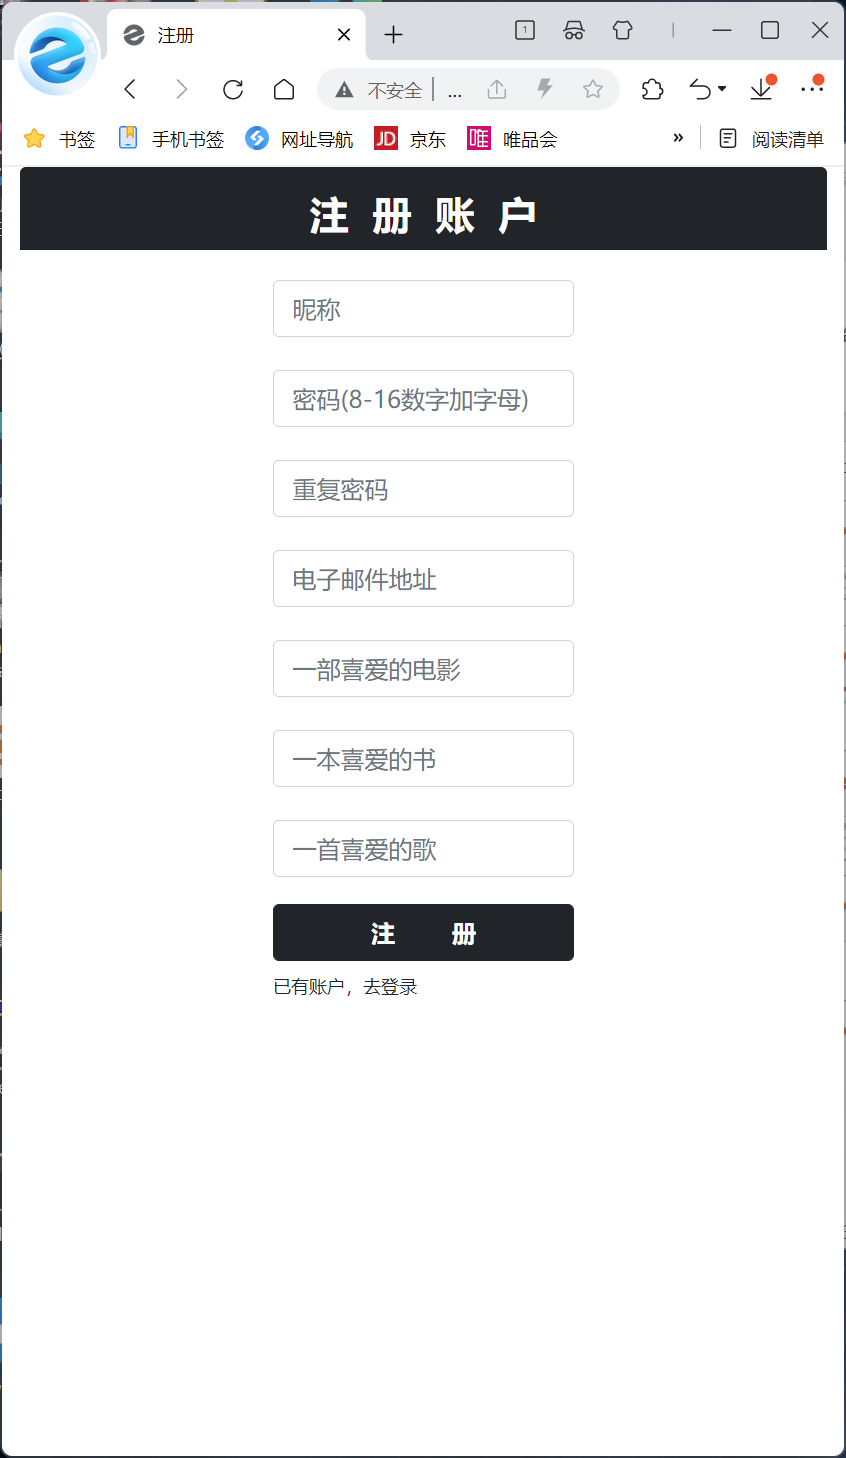 注册
1
不安全 ...
书签 手机书签 网址导航 JD 京东 唯 唯品会 » 阅读清单
注 册 账 户
昵称
密码(8-16数字加字母)
重复密码
电子邮件地址
一部喜爱的电影
一本喜爱的书
一首喜爱的歌
注 册
已有账户，去登录